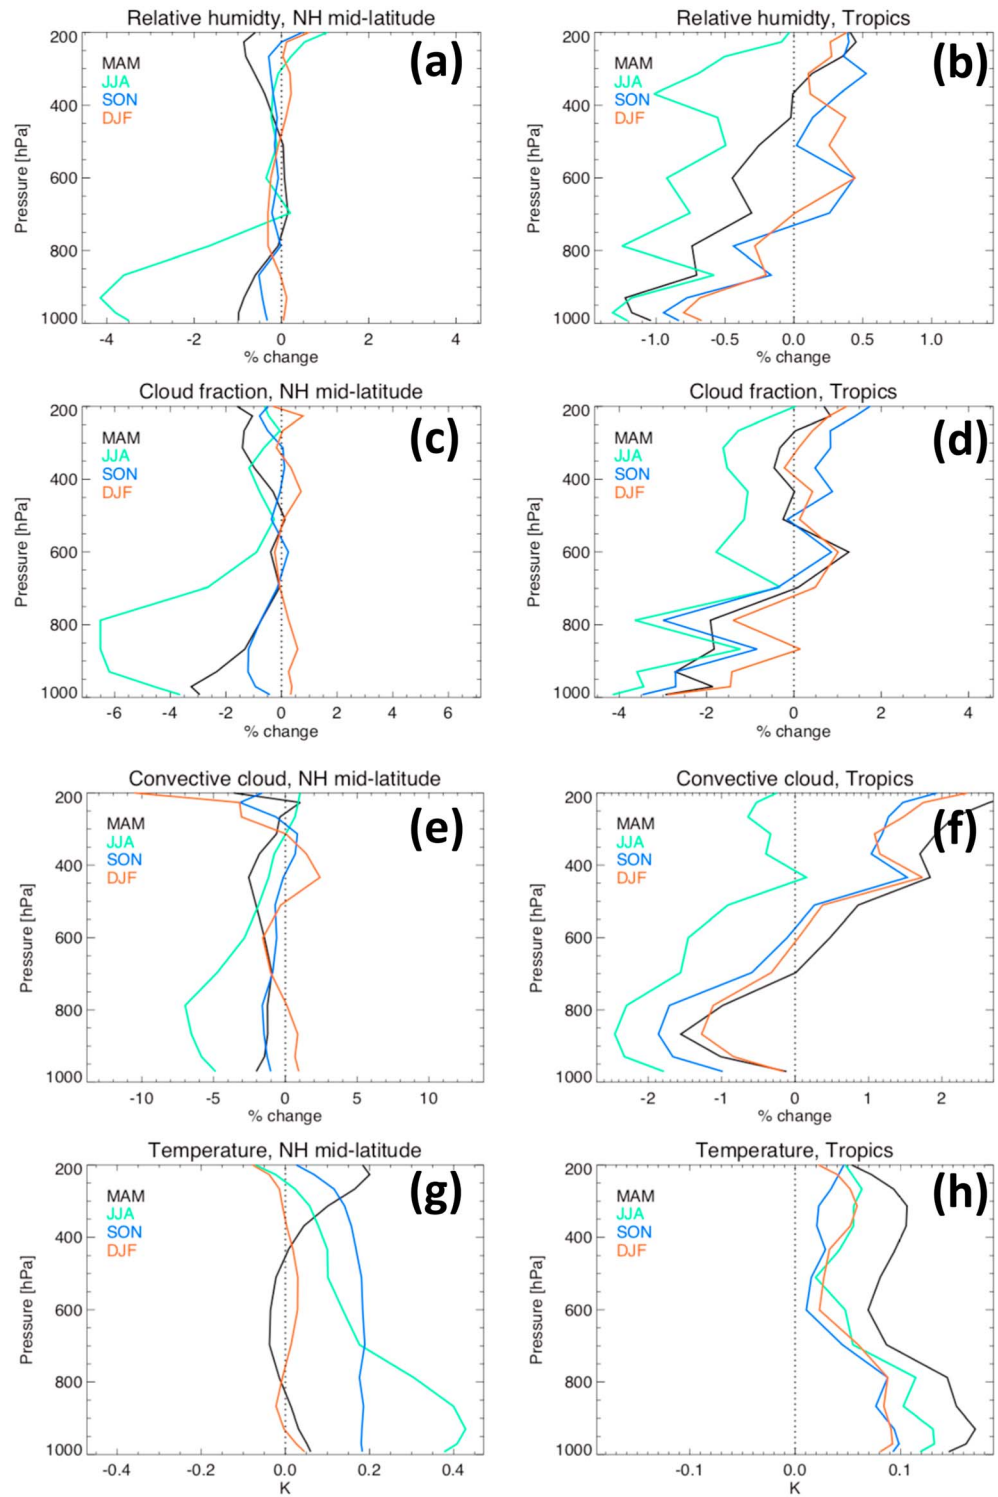 Relative humidty, NH mid-latitude
(a)
MAM
JJA
SON
DJF
Pressure [hPa]
200
400
600
800
1000
-4 -2 0 2 4
% change
Relative humidty, Tropics
(b)
MAM
JJA
SON
DJF
Pressure [hPa]
200
400
600
800
1000
-1.0 -0.5 0.0 0.5 1.0
% change
Cloud fraction, NH mid-latitude
(c)
MAM
JJA
SON
DJF
Pressure [hPa]
200
400
600
800
1000
-6 -4 -2 0 2 4 6
% change
Cloud fraction, Tropics
(d)
MAM
JJA
SON
DJF
Pressure [hPa]
200
400
600
800
1000
-4 -2 0 2 4
% change
Convective cloud, NH mid-latitude
(e)
MAM
JJA
SON
DJF
Pressure [hPa]
200
400
600
800
1000
-10 -5 0 5 10
% change
Convective cloud, Tropics
(f)
MAM
JJA
SON
DJF
Pressure [hPa]
200
400
600
800
1000
-2 -1 0 1 2
% change
Temperature, NH mid-latitude
(g)
MAM
JJA
SON
DJF
Pressure [hPa]
200
400
600
800
1000
-0.4 -0.2 0.0 0.2 0.4
K
Temperature, Tropics
(h)
MAM
JJA
SON
DJF
Pressure [hPa]
200
400
600
800
1000
-0.1 0.0 0.1
K